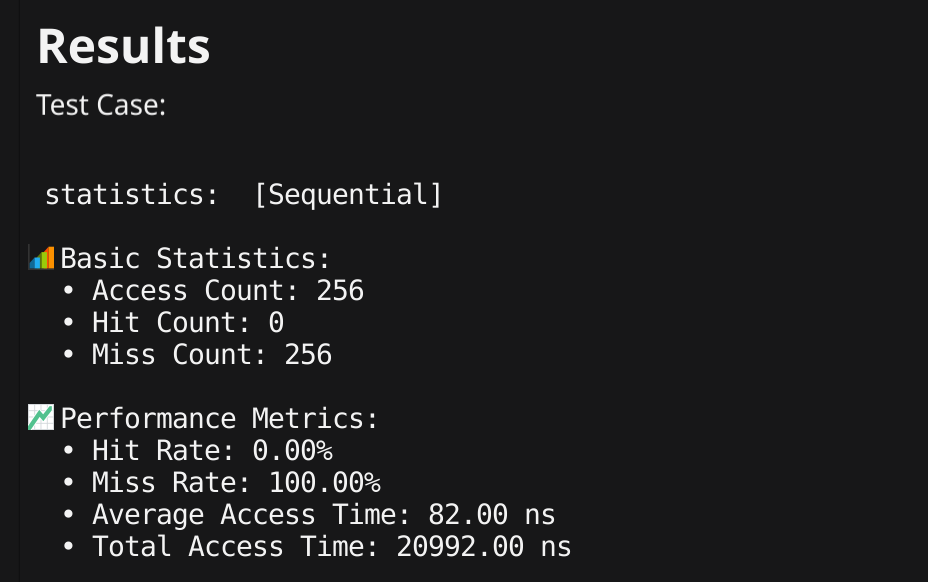 Results
Test Case:
statistics:  [Sequential]
📊 Basic Statistics:
• Access Count: 256
• Hit Count: 0
• Miss Count: 256
💹 Performance Metrics:
• Hit Rate: 0.00%
• Miss Rate: 100.00%
• Average Access Time: 82.00 ns
• Total Access Time: 20992.00 ns